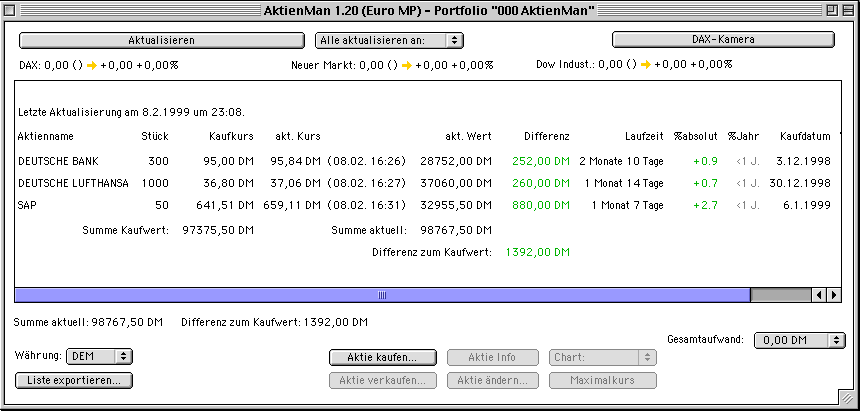 AktienMan 1.20 (Euro MP) - Portfolio "000 AktienMan"
Aktualisieren Alle aktualisieren an: DAX-Kamera
DAX: 0,00 () +0,00 +0,00% Neuer Markt: 0,00 () +0,00 +0,00% Dow Indust.: 0,00 () +0,00 +0,00%
Letzte Aktualisierung am 8.2.1999 um 23:08.
Aktienname Stück Kaufkurs akt. Kurs akt. Wert Differenz Laufzeit %absolut %Jahr Kaufdatum
DEUTSCHE BANK 300 95,00 DM 95,84 DM (08.02. 16:26) 28752,00 DM 252,00 DM 2 Monate 10 Tage +0.9 <1 J. 3.12.1998
DEUTSCHE LUFTHANSA 1000 36,80 DM 37,06 DM (08.02. 16:27) 37060,00 DM 260,00 DM 1 Monat 14 Tage +0.7 <1 J. 30.12.1998
SAP 50 641,51 DM 659,11 DM (08.02. 16:31) 32955,50 DM 880,00 DM 1 Monat 7 Tage +2.7 <1 J. 6.1.1999
Summe Kaufwert: 97375,50 DM Summe aktuell: 98767,50 DM
Differenz zum Kaufwert: 1392,00 DM
Summe aktuell: 98767,50 DM Differenz zum Kaufwert: 1392,00 DM
Gesamtaufwand: 0,00 DM
Währung: DEM Aktie kaufen... Aktie Info Chart:
Liste exportieren... Aktie verkaufen... Aktie ändern... Maximalkurs